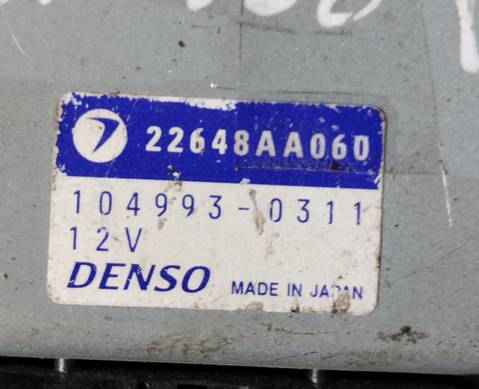 22648AA060
104993-0311
12V
DENSO MADE IN JAPAN